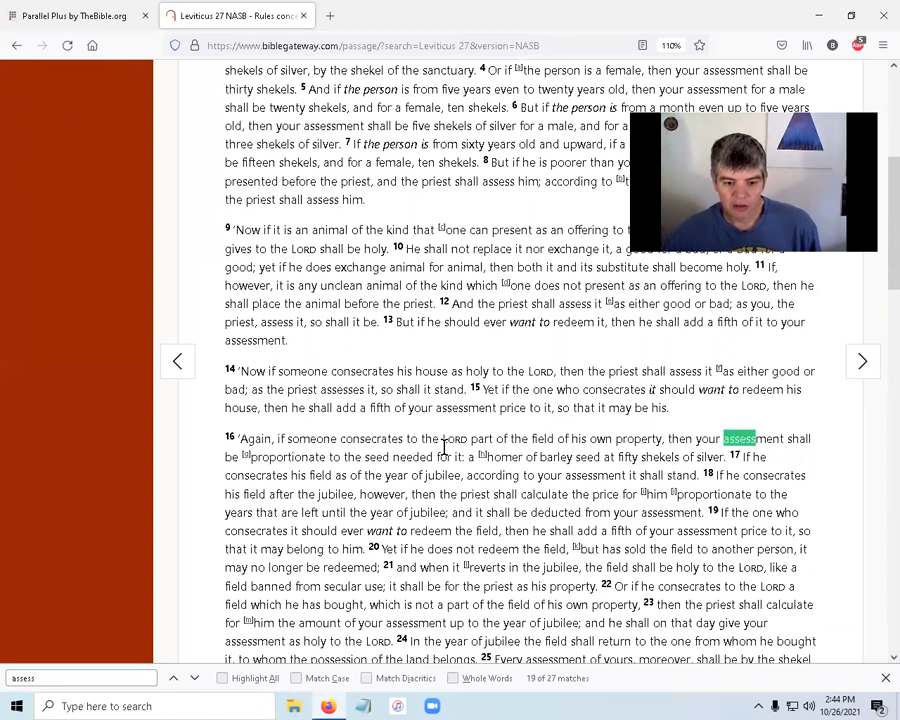 Parallel Plus by TheBible.org
Leviticus 27 NASB - Rules conce
https://www.biblegateway.com/passage/?search=Leviticus 27&version=NASB
110%
shekels of silver, by the shekel of the sanctuary. 4 Or if [a]the person is a female, then your assessment shall be
thirty shekels. 5 And if the person is from five years even to twenty years old, then your assessment for a male
shall be twenty shekels, and for a female, ten shekels. 6 But if the person is from a month even up to five years
old, then your assessment shall be five shekels of silver for a male, and for a
three shekels of silver. 7 If the person is from sixty years old and upward, if a
be fifteen shekels, and for a female, ten shekels. 8 But if he is poorer than yo
presented before the priest, and the priest shall assess him; according to [b]t
the priest shall assess him.
9 ‘Now if it is an animal of the kind that [c]one can present as an offering to t
gives to the LORD shall be holy. 10 He shall not replace it nor exchange it, a
good; yet if he does exchange animal for animal, then both it and its substitute shall become holy. 11 If,
however, it is any unclean animal of the kind which [d]one does not present as an offering to the LORD, then he
shall place the animal before the priest. 12 And the priest shall assess it [e]as either good or bad; as you, the
priest, assess it, so shall it be. 13 But if he should ever want to redeem it, then he shall add a fifth of it to your
assessment.
14 ‘Now if someone consecrates his house as holy to the LORD, then the priest shall assess it [f]as either good or
bad; as the priest assesses it, so shall it stand. 15 Yet if the one who consecrates it should want to redeem his
house, then he shall add a fifth of your assessment price to it, so that it may be his.
16 ‘Again, if someone consecrates to the LORD part of the field of his own property, then your assessment shall
be [g]proportionate to the seed needed for it: a [h]homer of barley seed at fifty shekels of silver. 17 If he
consecrates his field as of the year of jubilee, according to your assessment it shall stand. 18 If he consecrates
his field after the jubilee, however, then the priest shall calculate the price for [i]him [j]proportionate to the
years that are left until the year of jubilee; and it shall be deducted from your assessment. 19 If the one who
consecrates it should ever want to redeem the field, then he shall add a fifth of your assessment price to it, so
that it may belong to him. 20 Yet if he does not redeem the field, [k]but has sold the field to another person, it
may no longer be redeemed; 21 and when it [l]reverts in the jubilee, the field shall be holy to the LORD, like a
field banned from secular use; it shall be for the priest as his property. 22 Or if he consecrates to the LORD a
field which he has bought, which is not a part of the field of his own property, 23 then the priest shall calculate
for [m]him the amount of your assessment up to the year of jubilee; and he shall on that day give your
assessment as holy to the LORD. 24 In the year of jubilee the field shall return to the one from whom he bought
it, to whom the possession of the land belongs. 25 Every assessment of yours, moreover, shall be by the shekel
assess
Highlight All
Match Case
Match Diacritics
Whole Words
19 of 27 matches
Type here to search
2:44 PM
10/26/2021